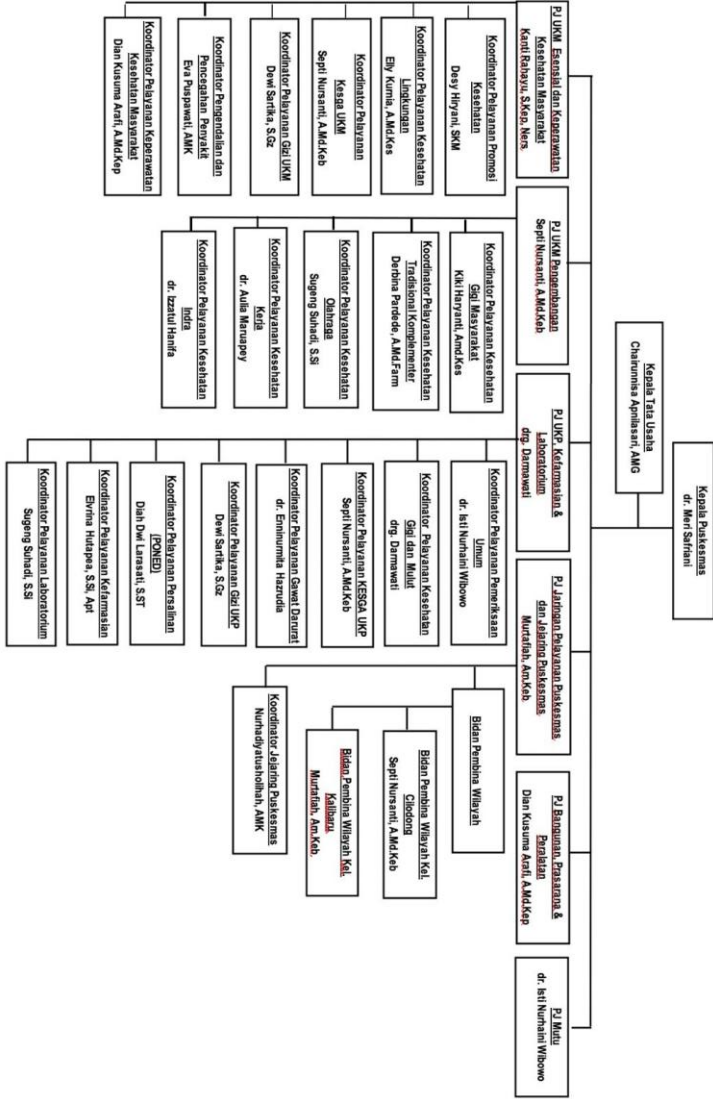 Kepala Puskesmas
dr. Meri Safriani
Kepala Tata Usaha
Chairunnisa Apnilasari, AMG
PJ UKM Esensial dan Keperawatan
Kesehatan Masyarakat
Kanti Rahayu, S.Kep, Ners
Koordinator Pelayanan Promosi
Kesehatan
Desy Hiryani, SKM
Koordinator Pelayanan Kesehatan
Lingkungan
Elly Kurnia, A.Md.Kes
Koordinator Pelayanan
Kesga UKM
Septi Nursanti, A.Md.Keb
Koordinator Pelayanan Gizi UKM
Dewi Sartika, S.Gz
Koordinator Pengendalian dan
Pencegahan Penyakit
Eva Puspawati, AMK
Koordinator Pelayanan Keperawatan
Kesehatan Masyarakat
Dian Kusuma Arafi, A.Md.Kep
PJ UKM Pengembangan
Septi Nursanti, A.Md.Keb
Koordinator Pelayanan Kesehatan
Gigi Masyarakat
Kiki Haryanti, Amd.Kes
Koordinator Pelayanan Kesehatan
Tradisional Komplementer
Derbina Pardede, A.Md.Farm
Koordinator Pelayanan Kesehatan
Olahraga
Sugeng Suhadi, S.Si
Koordinator Pelayanan Kesehatan
Kerja
dr. Aulia Maruapey
Koordinator Pelayanan Kesehatan
Indra
dr. Izzatul Hanifa
PJ UKP, Kefarmasian &
Laboratorium
drg. Darmawati
Koordinator Pelayanan Pemeriksaan
Umum
dr. Isti Nurhaini Wibowo
Koordinator Pelayanan Kesehatan
Gigi dan Mulut
drg. Darmawati
Koordinator Pelayanan KESGA UKP
Septi Nursanti, A.Md.Keb
Koordinator Pelayanan Gawat Darurat
dr. Enninurmita Hazrudia
Koordinator Pelayanan Gizi UKP
Dewi Sartika, S.Gz
Koordinator Pelayanan Persalinan
(PONED)
Diah Dwi Larasati, S.ST
Koordinator Pelayanan Kefarmasian
Elvrina Hutapea, S.Si, Apt
Koordinator Pelayanan Laboratorium
Sugeng Suhadi, S.Si
PJ Jaringan Pelayanan Puskesmas
dan Jejaring Puskesmas
Murtafiah, Am.Keb
Bidan Pembina Wilayah
Bidan Pembina Wilayah Kel.
Cilodong
Septi Nursanti, A.Md.Keb
Bidan Pembina Wilayah Kel.
Kalibaru
Murtafiah, Am.Keb
Koordinator Jejaring Puskesmas
Nurhadiyatusholihah, AMK
PJ Bangunan, Prasarana &
Peralatan
Dian Kusuma Arafi, A.Md.Kep
PJ Mutu
dr. Isti Nurhaini Wibowo